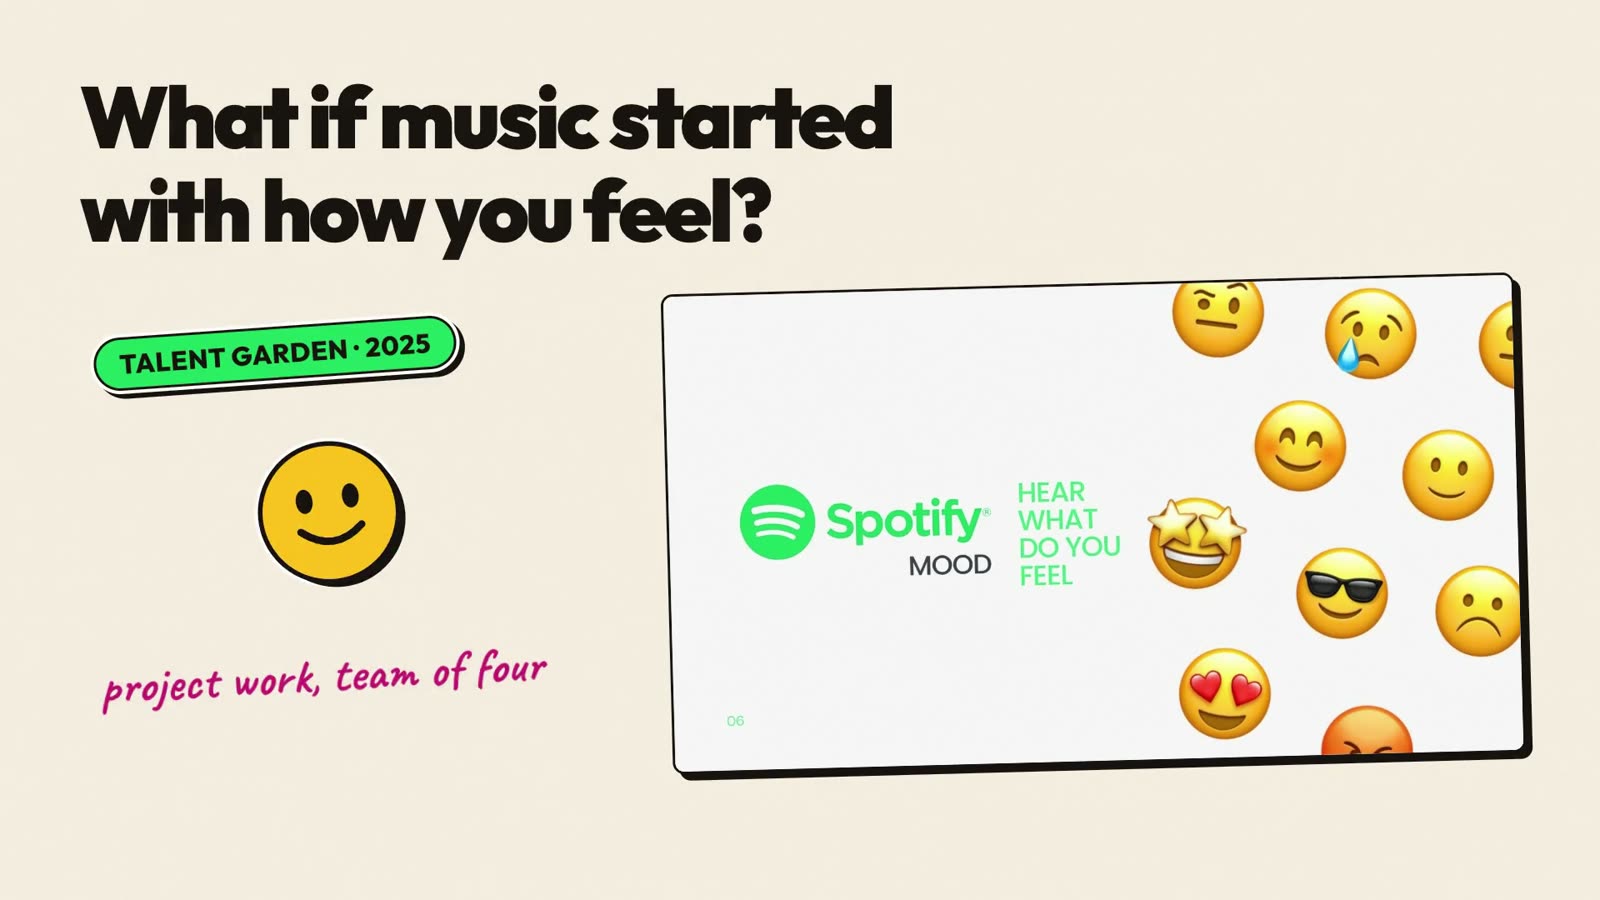 What if music started
with how you feel?
TALENT GARDEN · 2025
project work, team of four
Spotify®
MOOD
HEAR
WHAT
DO YOU
FEEL
06